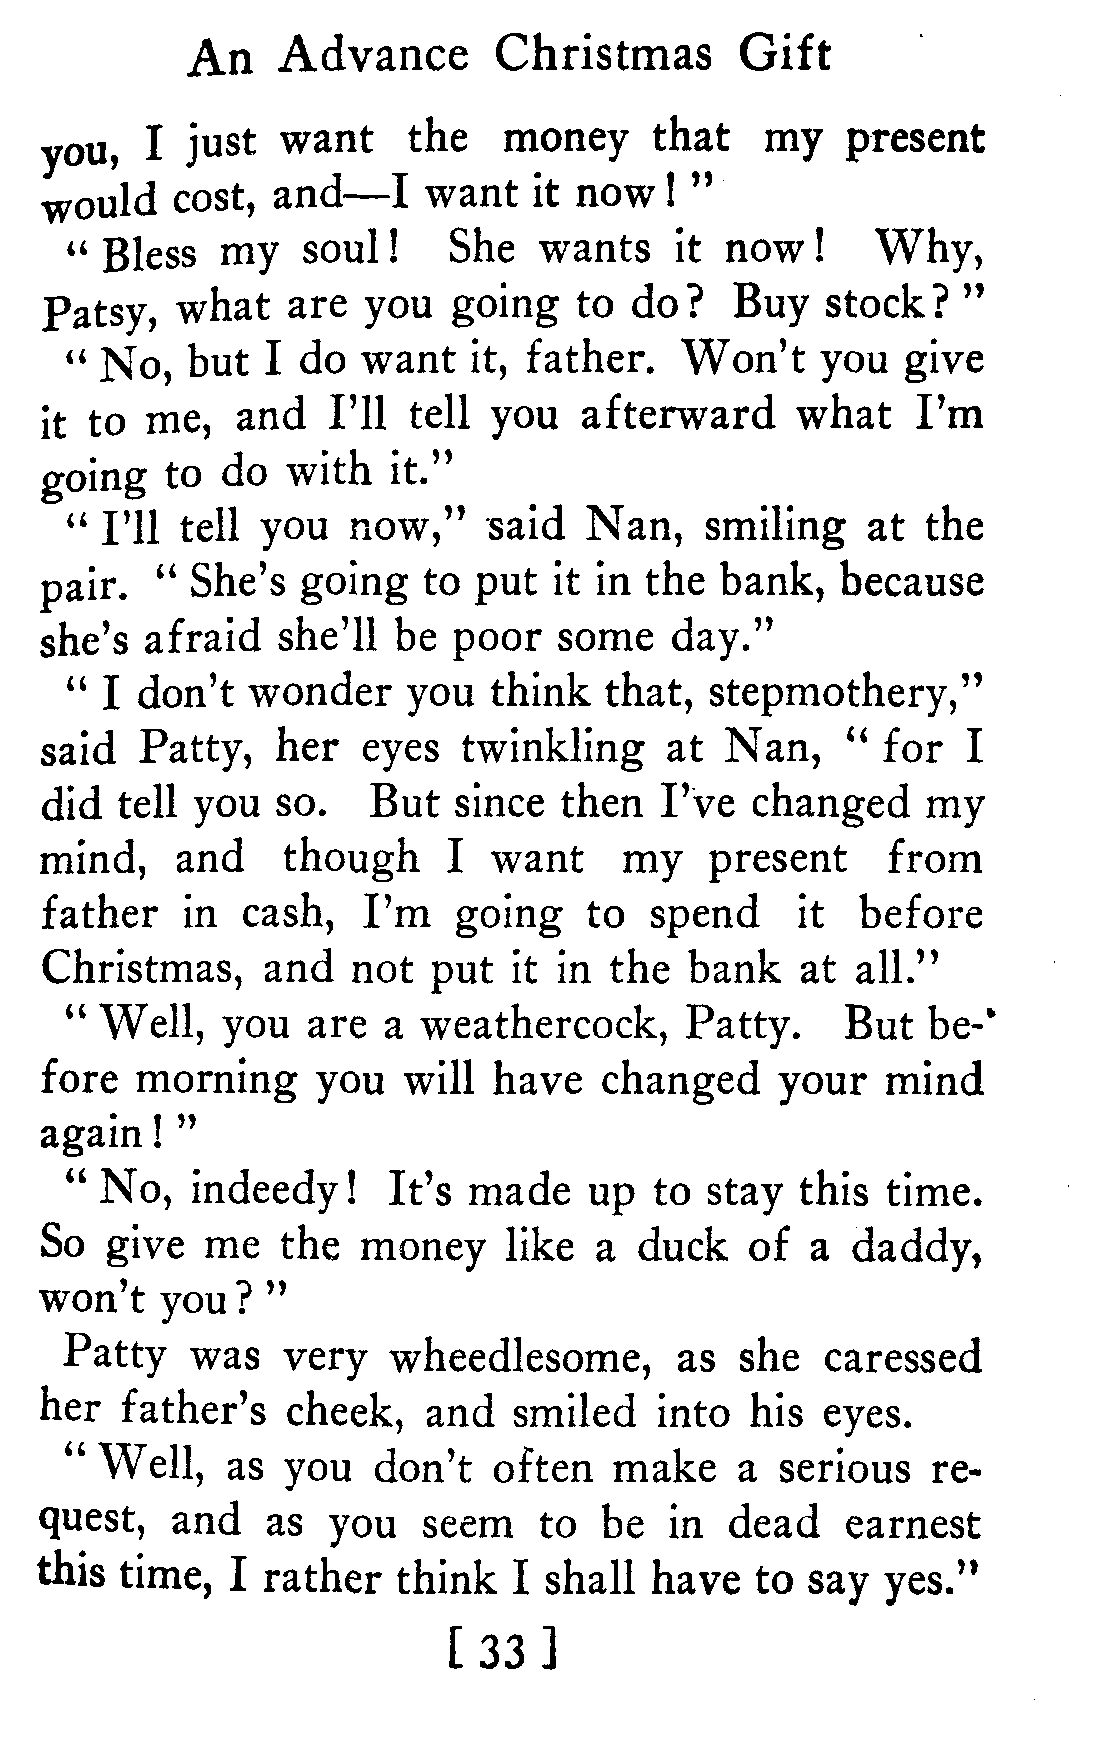 An Advance Christmas Gift
you, I just want the money that my present
would cost, and—I want it now ! ”
“ Bless my soul ! She wants it now ! Why,
Patsy, what are you going to do ? Buy stock ? ”
“ No, but I do want it, father. Won’t you give
it to me, and I’ll tell you afterward what I’m
going to do with it.”
“ I’ll tell you now,” said Nan, smiling at the
pair. “ She’s going to put it in the bank, because
she’s afraid she’ll be poor some day.”
“ I don’t wonder you think that, stepmothery,”
said Patty, her eyes twinkling at Nan, “ for I
did tell you so. But since then I’ve changed my
mind, and though I want my present from
father in cash, I’m going to spend it before
Christmas, and not put it in the bank at all.”
“ Well, you are a weathercock, Patty. But be-
fore morning you will have changed your mind
again ! ”
“ No, indeedy ! It’s made up to stay this time.
So give me the money like a duck of a daddy,
won’t you ? ”
Patty was very wheedlesome, as she caressed
her father’s cheek, and smiled into his eyes.
“ Well, as you don’t often make a serious re-
quest, and as you seem to be in dead earnest
this time, I rather think I shall have to say yes.”
[ 33 ]